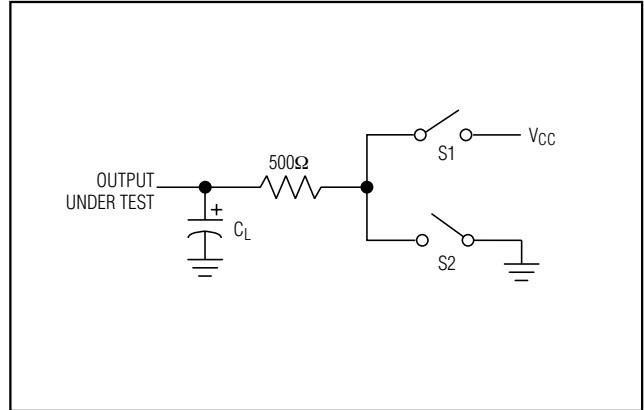 OUTPUT
UNDER TEST
+
CL
500Ω
S1
VCC
S2